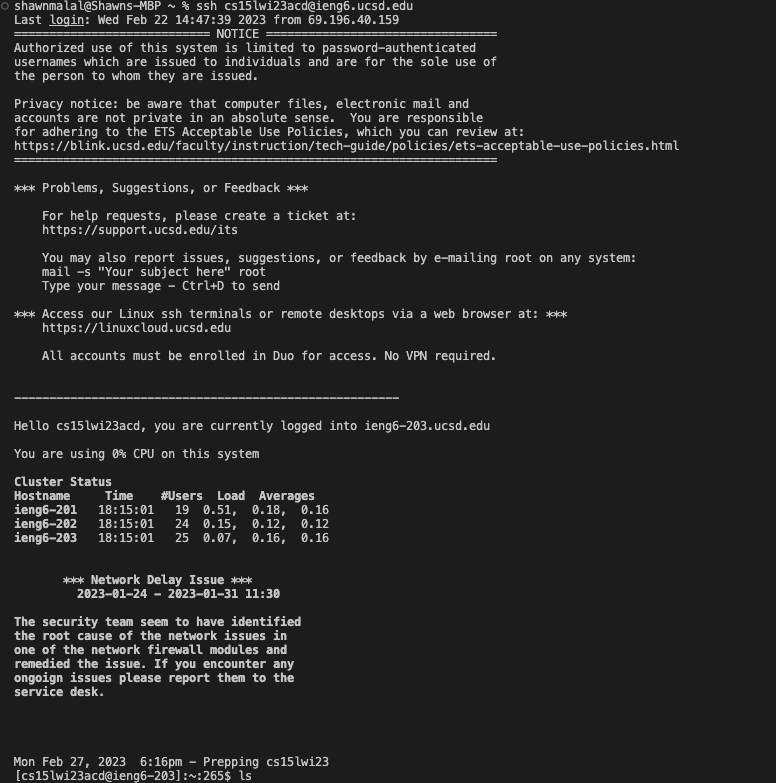 shawnmalal@Shawns-MBP ~ % ssh cs15lwi23acd@ieng6.ucsd.edu
Last login: Wed Feb 22 14:47:39 2023 from 69.196.40.159
============================ NOTICE =================================
Authorized use of this system is limited to password-authenticated
usernames which are issued to individuals and are for the sole use of
the person to whom they are issued.
Privacy notice: be aware that computer files, electronic mail and
accounts are not private in an absolute sense.  You are responsible
for adhering to the ETS Acceptable Use Policies, which you can review at:
https://blink.ucsd.edu/faculty/instruction/tech-guide/policies/ets-acceptable-use-policies.html
=====================================================================
*** Problems, Suggestions, or Feedback ***
    For help requests, please create a ticket at:
    https://support.ucsd.edu/its
    You may also report issues, suggestions, or feedback by e-mailing root on any system:
    mail -s "Your subject here" root
    Type your message - Ctrl+D to send
*** Access our Linux ssh terminals or remote desktops via a web browser at: ***
    https://linuxcloud.ucsd.edu
    All accounts must be enrolled in Duo for access. No VPN required.
-------------------------------------------------------
Hello cs15lwi23acd, you are currently logged into ieng6-203.ucsd.edu
You are using 0% CPU on this system
Cluster Status
Hostname     Time    #Users  Load  Averages
ieng6-201   18:15:01   19  0.51,  0.18,  0.16
ieng6-202   18:15:01   24  0.15,  0.12,  0.12
ieng6-203   18:15:01   25  0.07,  0.16,  0.16
       *** Network Delay Issue ***
         2023-01-24 - 2023-01-31 11:30
The security team seem to have identified
the root cause of the network issues in
one of the network firewall modules and
remedied the issue. If you encounter any
ongoign issues please report them to the
service desk.
Mon Feb 27, 2023  6:16pm - Prepping cs15lwi23
[cs15lwi23acd@ieng6-203]:~:265$ ls